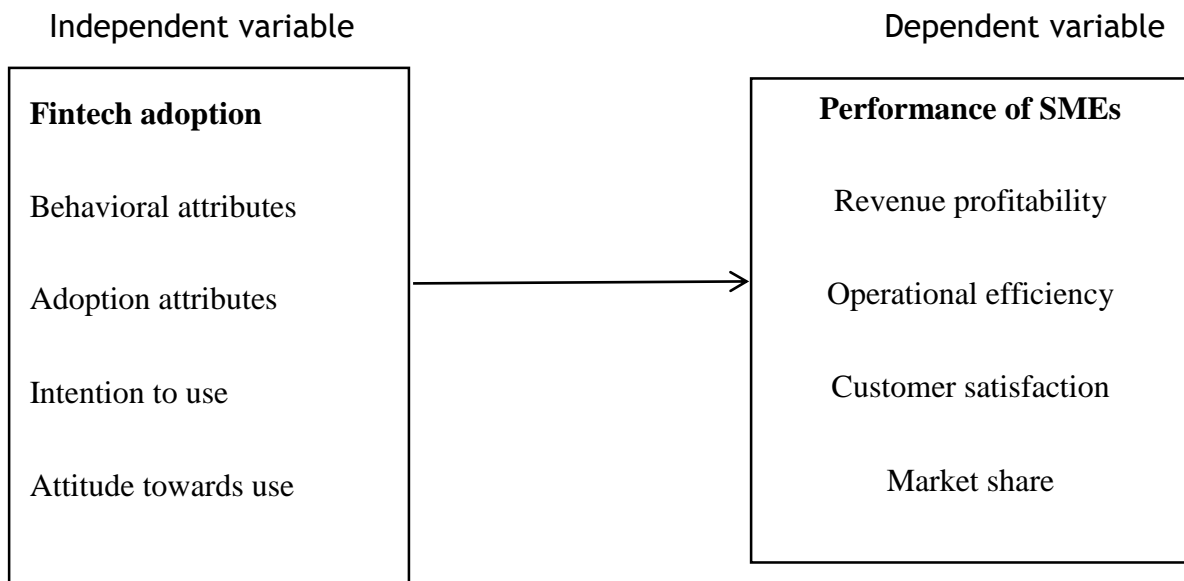 Independent variable
Dependent variable
Fintech adoption
Behavioral attributes
Adoption attributes
Intention to use
Attitude towards use
Performance of SMEs
Revenue profitability
Operational efficiency
Customer satisfaction
Market share